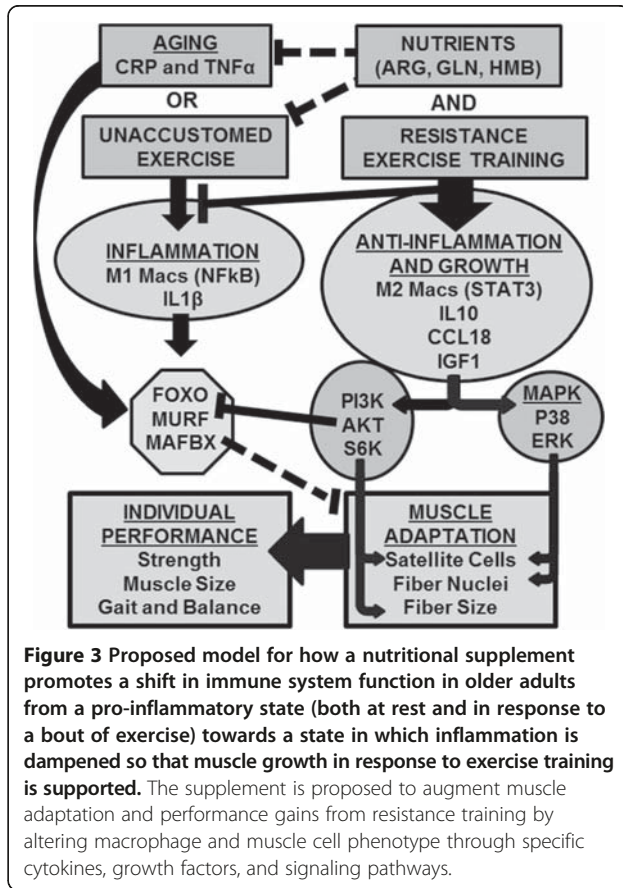 AGING
CRP and TNFα
NUTRIENTS
(ARG, GLN, HMB)
OR
AND
UNACCUSTOMED
EXERCISE
RESISTANCE
EXERCISE TRAINING
INFLAMMATION
M1 Macs (NFkB)
IL1β
ANTI-INFLAMMATION
AND GROWTH
M2 Macs (STAT3)
IL10
CCL18
IGF1
FOXO
MURF
MAFBX
PI3K
AKT
S6K
MAPK
P38
ERK
INDIVIDUAL
PERFORMANCE
Strength
Muscle Size
Gait and Balance
MUSCLE
ADAPTATION
Satellite Cells
Fiber Nuclei
Fiber Size
Figure 3 Proposed model for how a nutritional supplement
promotes a shift in immune system function in older adults
from a pro-inflammatory state (both at rest and in response to
a bout of exercise) towards a state in which inflammation is
dampened so that muscle growth in response to exercise training
is supported. The supplement is proposed to augment muscle
adaptation and performance gains from resistance training by
altering macrophage and muscle cell phenotype through specific
cytokines, growth factors, and signaling pathways.